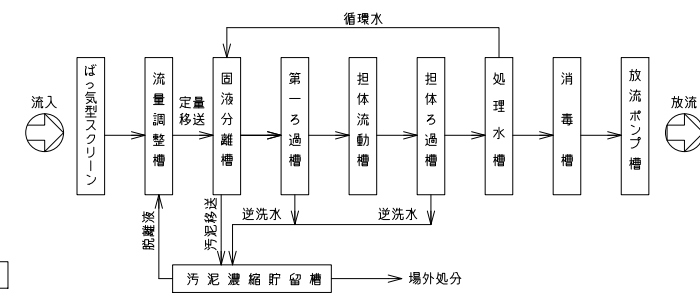 循環水
流入
ばっ気型スクリーン
流量調整槽
定量
移送
固液分離槽
第一ろ過槽
担体流動槽
担体ろ過槽
処理水槽
消毒槽
放流ポンプ槽
放流
脱離液
汚泥移送
逆洗水
逆洗水
汚泥濃縮貯留槽
場外処分